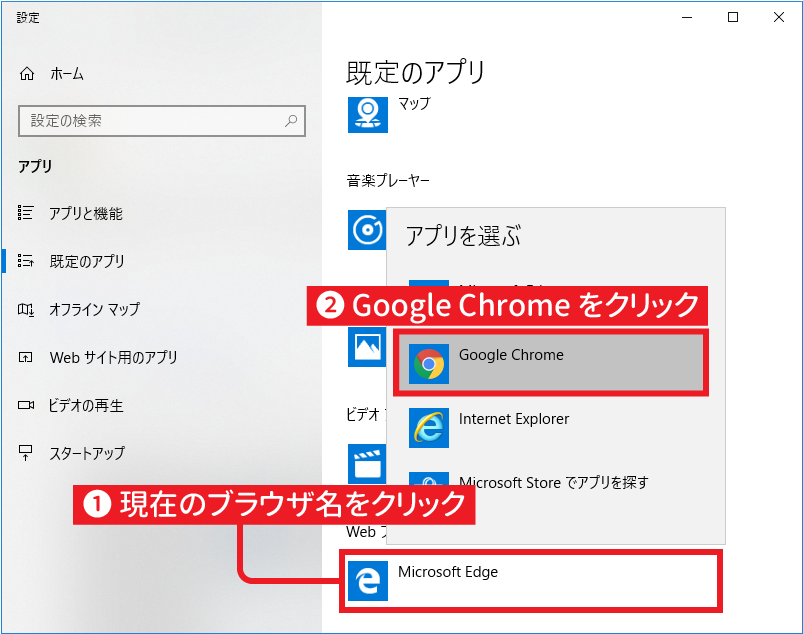 設定
ホーム
設定の検索
アプリ
アプリと機能
既定のアプリ
オフライン マップ
Web サイト用のアプリ
ビデオの再生
スタートアップ
既定のアプリ
マップ
音楽プレーヤー
アプリを選ぶ
❷ Google Chrome をクリック
Google Chrome
Internet Explorer
Microsoft Store でアプリを探す
ビデオ
❶ 現在のブラウザ名をクリック
Web
Microsoft Edge